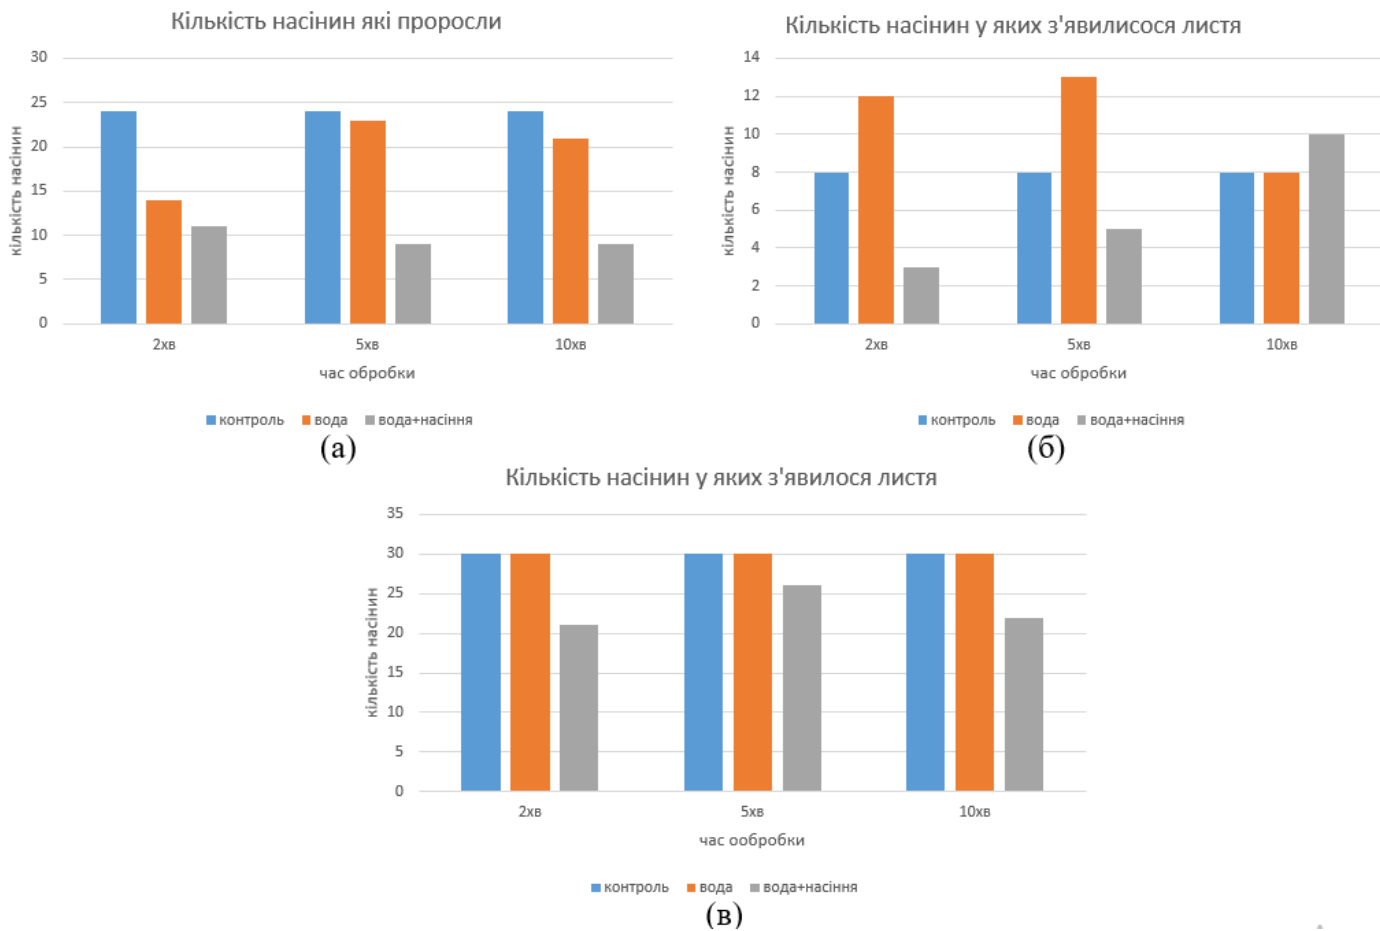 Кількість насінин які проросли
30
25
20
15
10
5
0
кількість насінин
2хв 5хв 10хв
час обробки
контроль вода вода+насіння
(а)
Кількість насінин у яких з'явилисося листя
14
12
10
8
6
4
2
0
кількість насінин
2хв 5хв 10хв
час обробки
контроль вода вода+насіння
(б)
Кількість насінин у яких з'явилося листя
35
30
25
20
15
10
5
0
кількість насінин
2хв 5хв 10хв
час ообробки
контроль вода вода+насіння
(в)